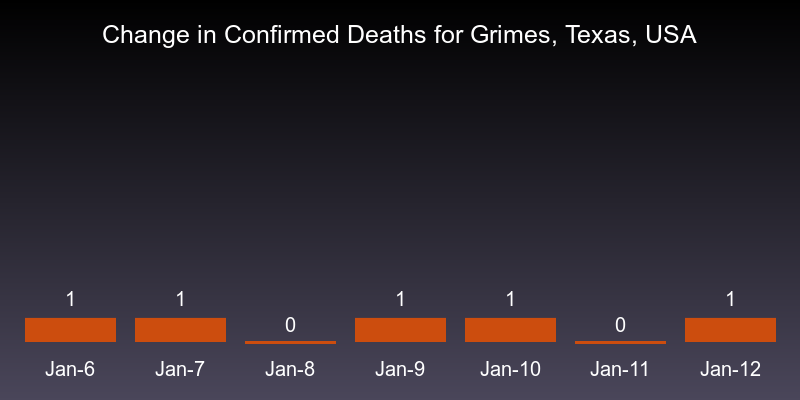 Change in Confirmed Deaths for Grimes, Texas, USA
1 1 0 1 1 0 1
Jan-6 Jan-7 Jan-8 Jan-9 Jan-10 Jan-11 Jan-12